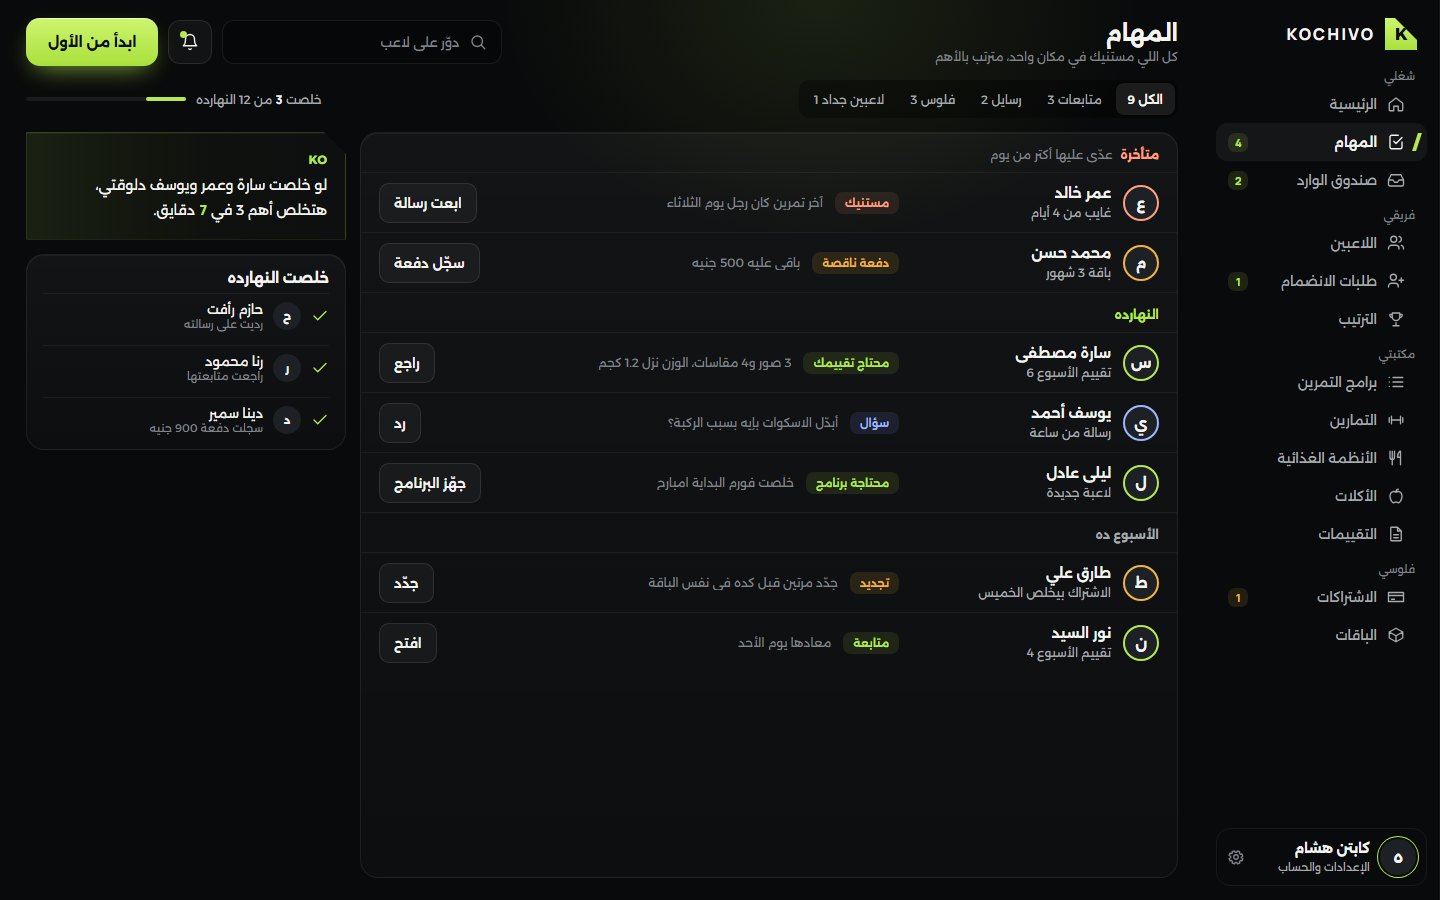 KOCHIVO
شغلي
الرئيسية
المهام 4
صندوق الوارد 2
فريقي
اللاعبين
طلبات الانضمام 1
الترتيب
مكتبتي
برامج التمرين
التمارين
الأنظمة الغذائية
الأكلات
التقييمات
فلوسي
الاشتراكات 1
الباقات
ه
كابتن هشام
الإعدادات والحساب
المهام
كل اللي مستنيك في مكان واحد، مترتب بالأهم
دوّر على لاعب
ابدأ من الأول
الكل 9 متابعات 3 رسايل 2 فلوس 3 لاعبين جداد 1
خلصت 3 من 12 النهارده
متأخرة عدّى عليها أكتر من يوم
ع
عمر خالد
غايب من 4 أيام
مستنيك آخر تمرين كان رجل يوم الثلاثاء
ابعت رسالة
م
محمد حسن
باقة 3 شهور
دفعة ناقصة باقي عليه 500 جنيه
سجّل دفعة
النهارده
س
سارة مصطفى
تقييم الأسبوع 6
محتاج تقييمك 3 صور و4 مقاسات، الوزن نزل 1.2 كجم
راجع
ي
يوسف أحمد
رسالة من ساعة
سؤال أبدّل الاسكوات بإيه بسبب الركبة؟
رد
ل
ليلى عادل
لاعبة جديدة
محتاجة برنامج خلصت فورم البداية امبارح
جهّز البرنامج
الأسبوع ده
ط
طارق علي
الاشتراك بيخلص الخميس
تجديد جدّد مرتين قبل كده في نفس الباقة
جدّد
ن
نور السيد
تقييم الأسبوع 4
متابعة معادها يوم الأحد
افتح
KO
لو خلصت سارة وعمر ويوسف دلوقتي،
هتخلص أهم 3 في 7 دقايق.
خلصت النهارده
ح
حازم رأفت
رديت على رسالته
ر
رنا محمود
راجعت متابعتها
د
دينا سمير
سجلت دفعة 900 جنيه